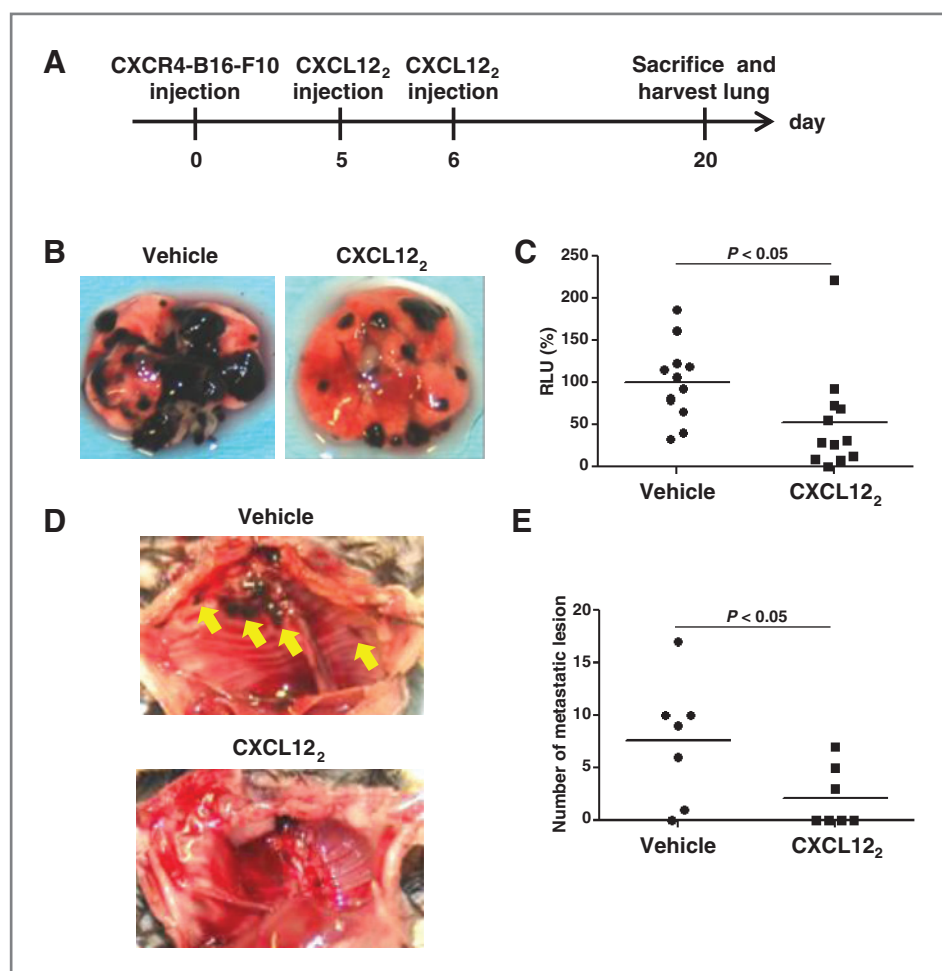 A
CXCR4-B16-F10 CXCL12₂ CXCL12₂ Sacrifice and
injection injection injection harvest lung
day
0 5 6 20
B
Vehicle CXCL12₂
C
P < 0.05
250
200
150
100
50
0
RLU (%)
Vehicle CXCL12₂
D
Vehicle
CXCL12₂
E
P < 0.05
20
15
10
5
0
Number of metastatic lesion
Vehicle CXCL12₂